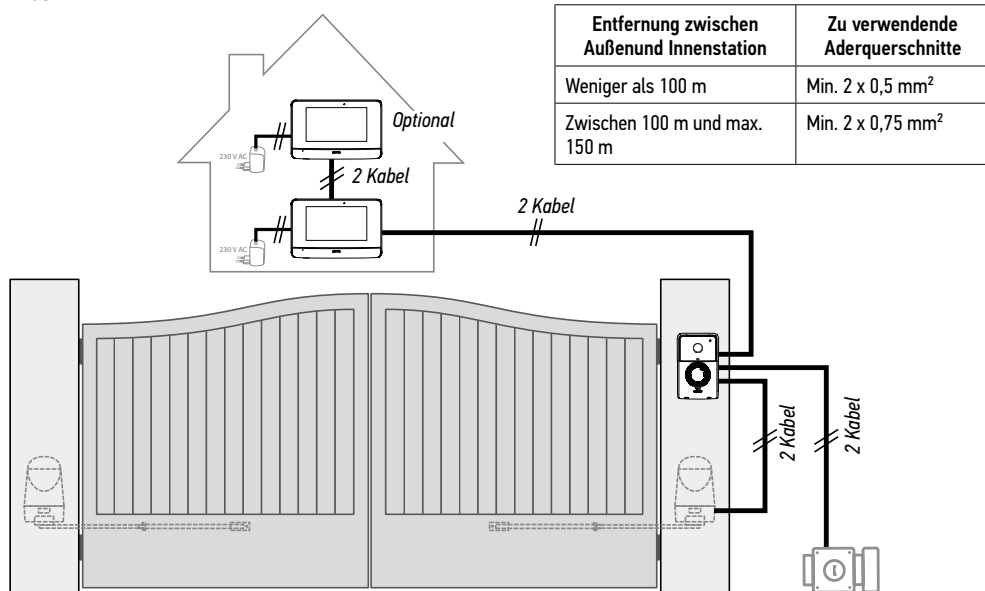 Entfernung zwischen
Außenund Innenstation
Zu verwendende
Aderquerschnitte
Weniger als 100 m
Min. 2 x 0,5 mm²
Zwischen 100 m und max.
150 m
Min. 2 x 0,75 mm²
Optional
230 V AC
2 Kabel
2 Kabel
230 V AC
2 Kabel
2 Kabel